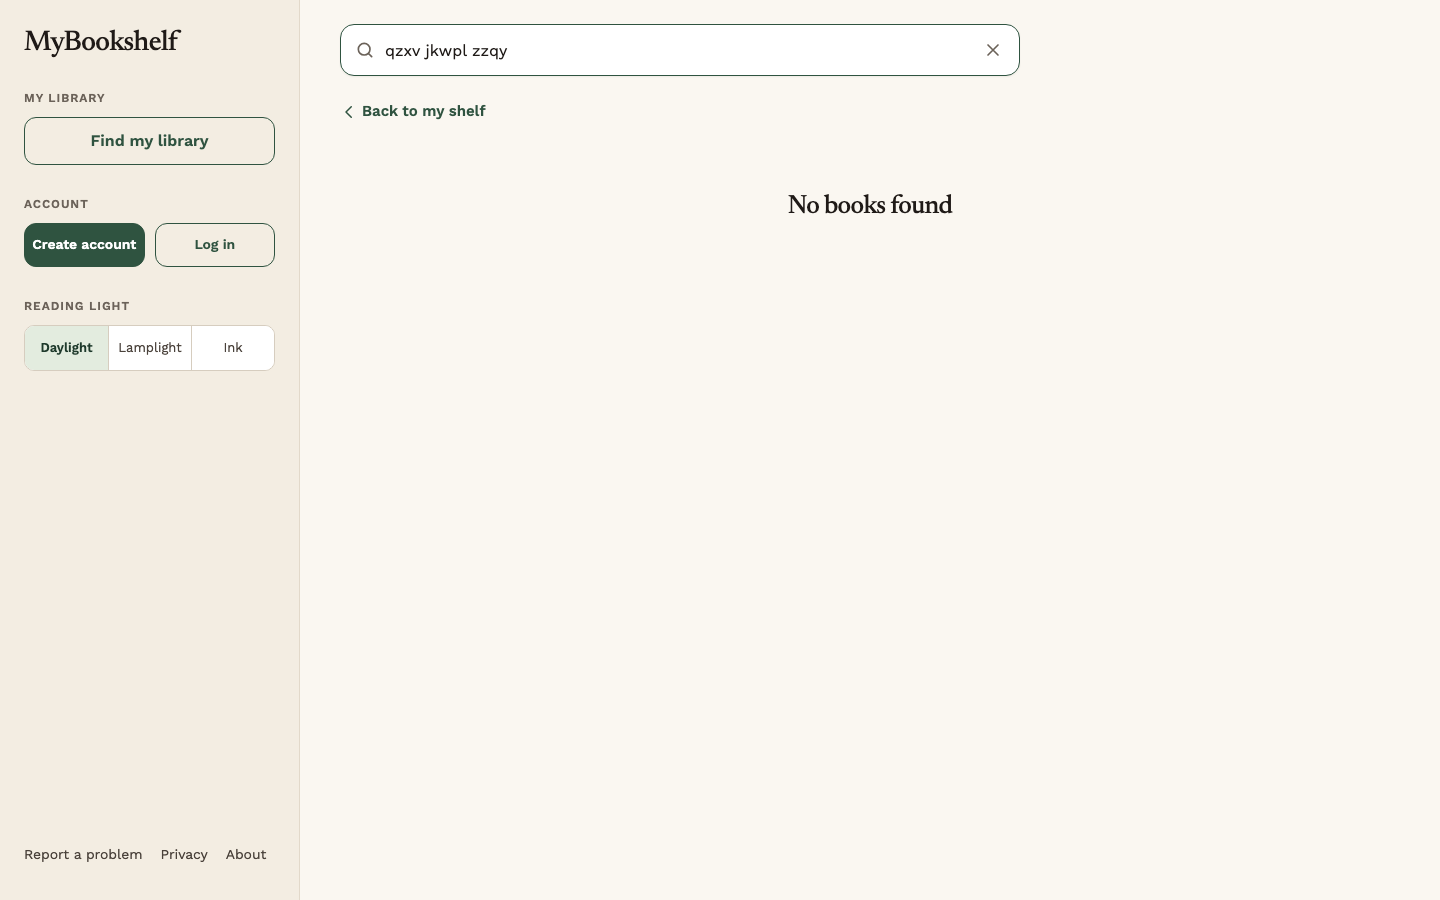 MyBookshelf
MY LIBRARY
Find my library
ACCOUNT
Create account
Log in
READING LIGHT
Daylight
Lamplight
Ink
Report a problem
Privacy
About
qzxv jkwpl zzqy
Back to my shelf
No books found